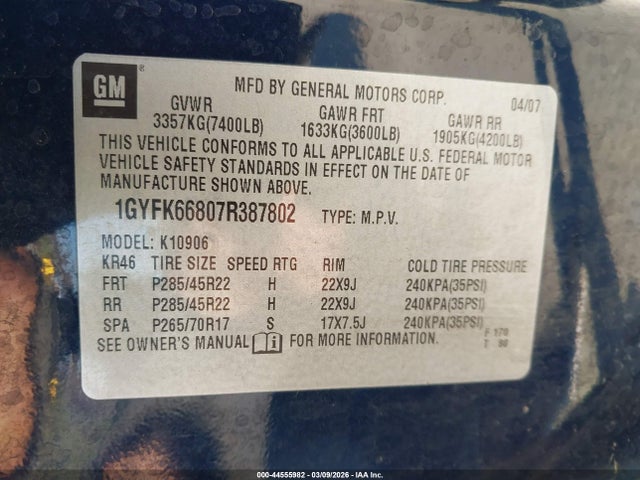 GM
MFD BY GENERAL MOTORS CORP. 04/07
GVWR GAWR FRT GAWR RR
3357KG(7400LB) 1633KG(3600LB) 1905KG(4200LB)
THIS VEHICLE CONFORMS TO ALL APPLICABLE U.S. FEDERAL MOTOR
VEHICLE SAFETY STANDARDS IN EFFECT ON THE DATE OF
MANUFACTURE SHOWN ABOVE.
1GYFK66807R387802 TYPE: M.P.V.
MODEL: K10906
KR46 TIRE SIZE SPEED RTG RIM COLD TIRE PRESSURE
FRT P285/45R22 H 22X9J 240KPA(35PSI)
RR P285/45R22 H 22X9J 240KPA(35PSI)
SPA P265/70R17 S 17X7.5J 240KPA(35PSI)
SEE OWNER'S MANUAL i FOR MORE INFORMATION.
F 170
T 90
000-44555982 - 03/09/2026 - IAA Inc.